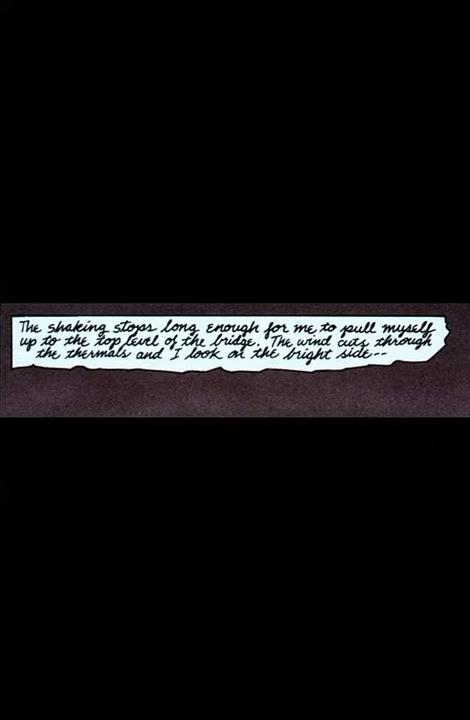 The shaking stops long enough for me to pull myself
up to the top level of the bridge. The wind cuts through
the thermals and I look on the bright side--